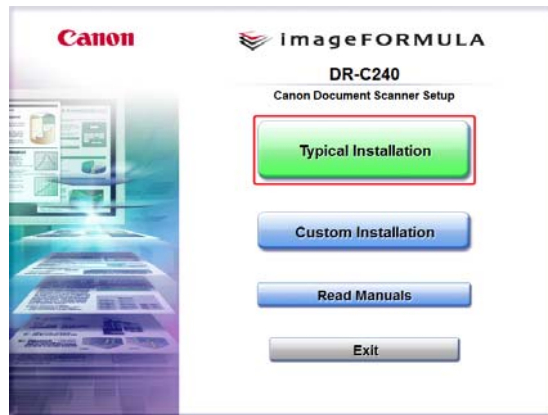 Canon
imageFORMULA
DR-C240
Canon Document Scanner Setup
Typical Installation
Custom Installation
Read Manuals
Exit